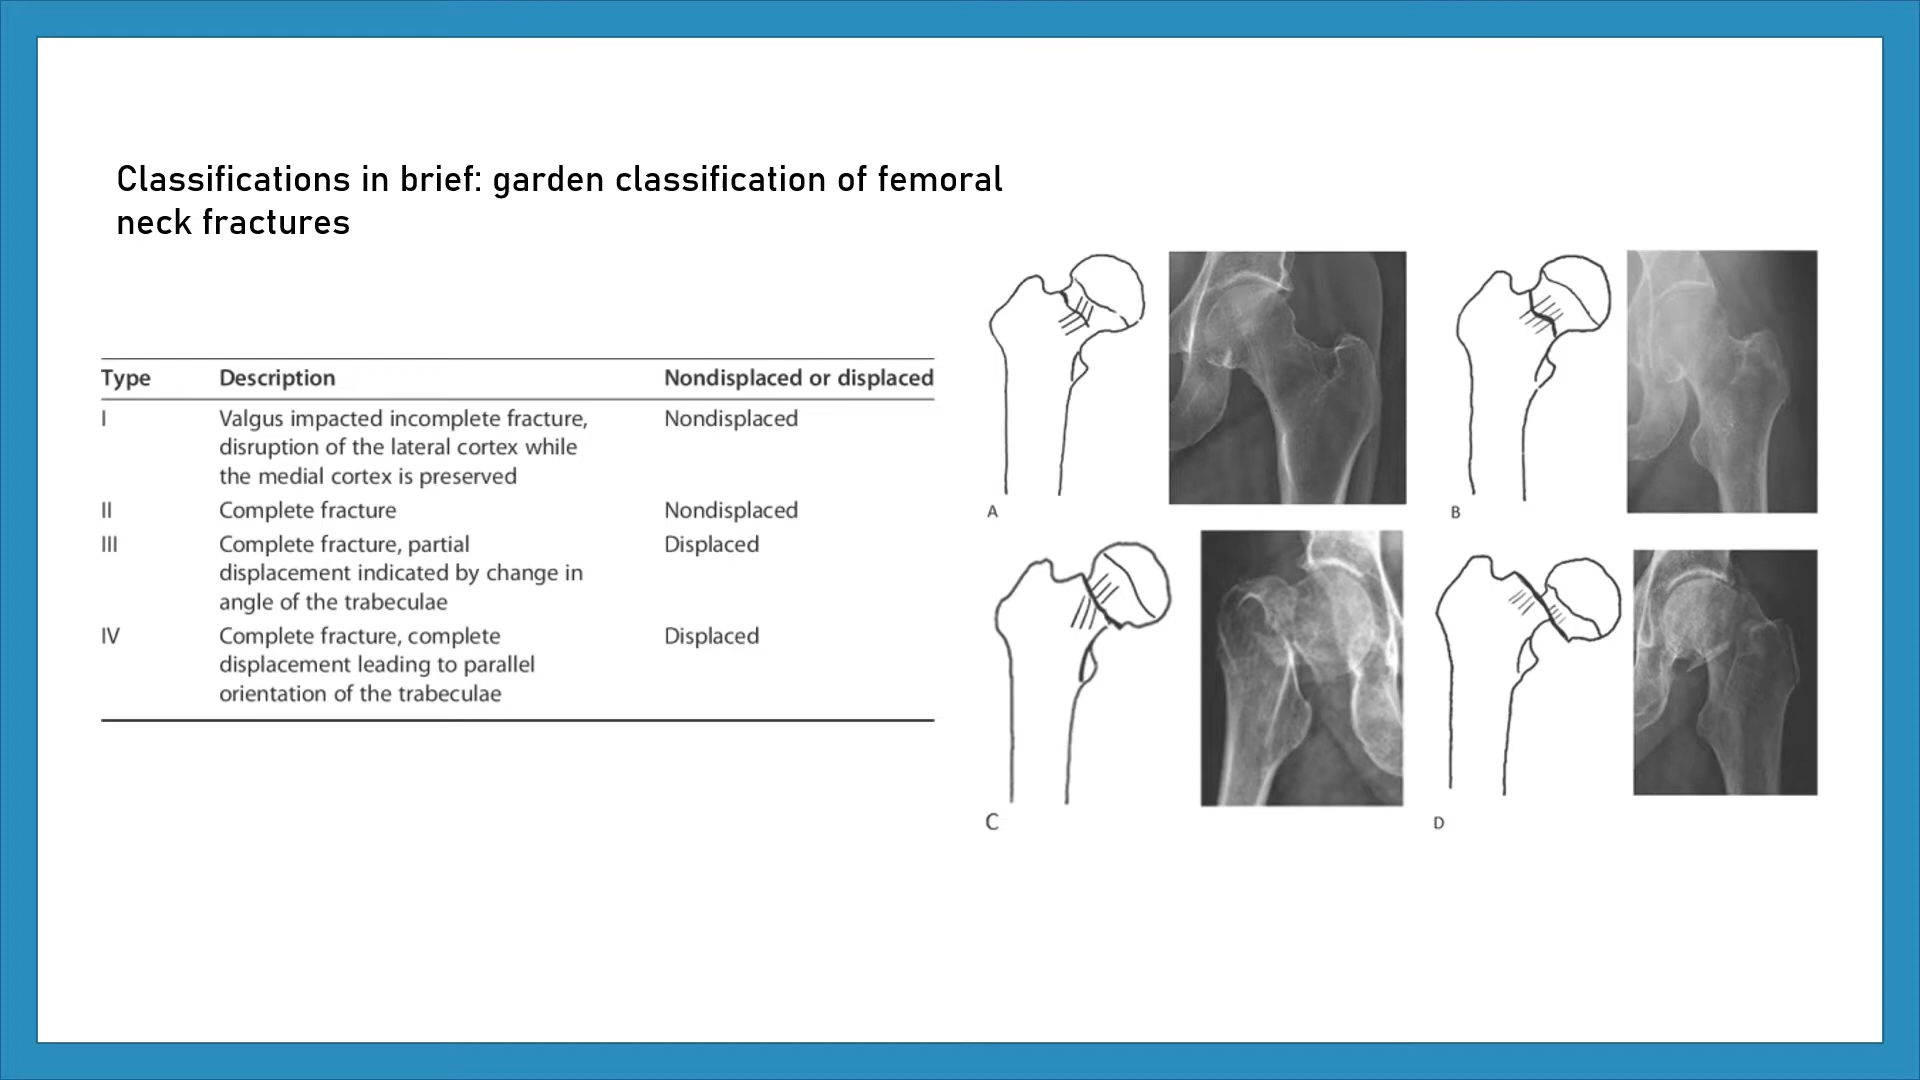 Classifications in brief: garden classification of femoral
neck fractures
Type Description Nondisplaced or displaced
I Valgus impacted incomplete fracture, Nondisplaced
disruption of the lateral cortex while
the medial cortex is preserved
II Complete fracture Nondisplaced
III Complete fracture, partial Displaced
displacement indicated by change in
angle of the trabeculae
IV Complete fracture, complete Displaced
displacement leading to parallel
orientation of the trabeculae
A
B
C
D